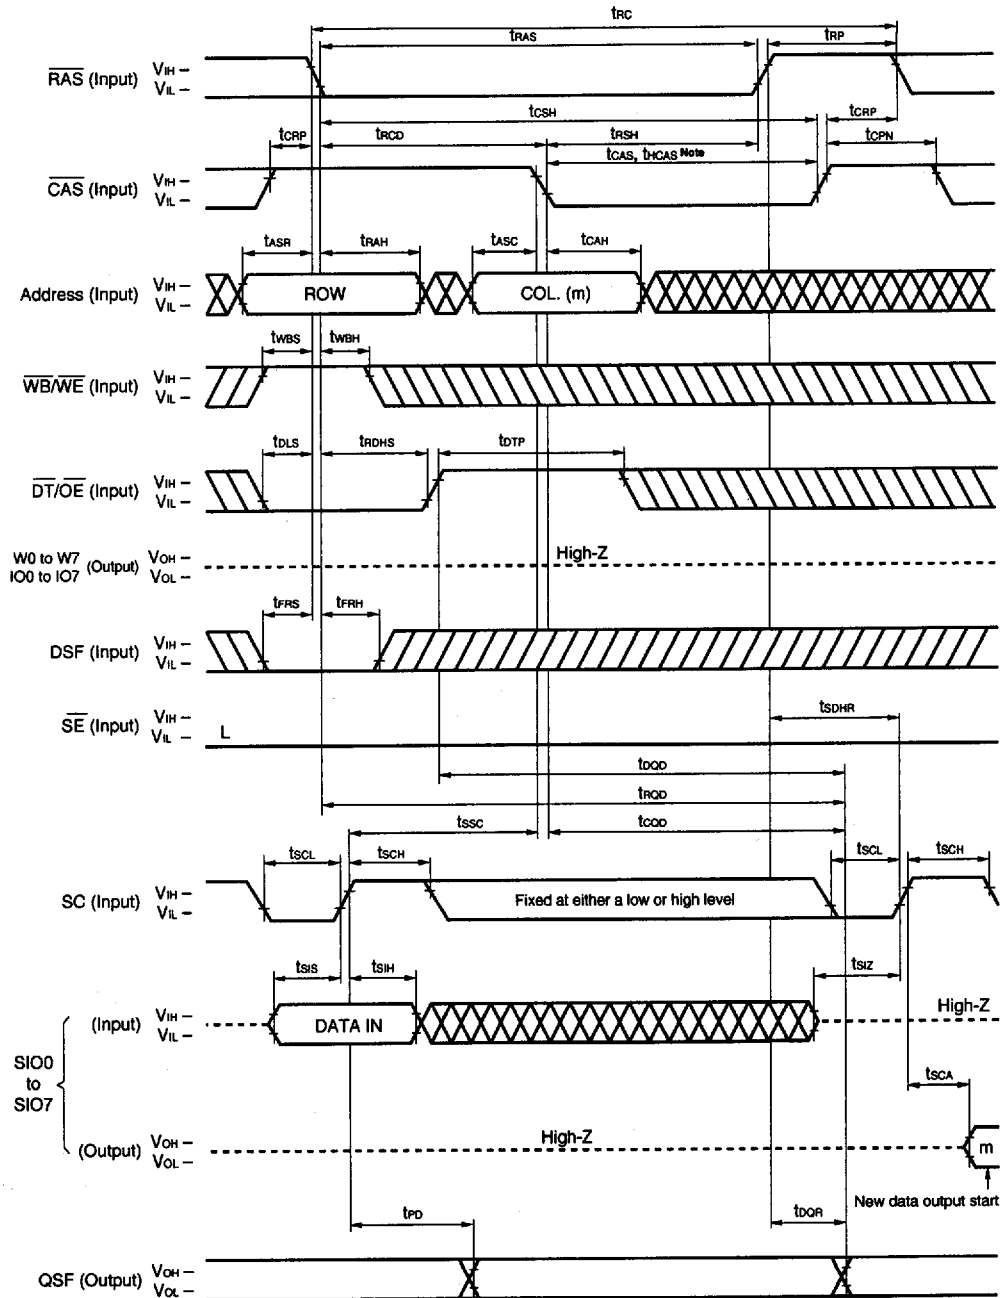 tRC
tRAS tRP
RAS (Input) VIH
VIL
tCSH
tCRP tRCD tRSH tCRP
tCAS, tHCAS Note tCPN
CAS (Input) VIH
VIL
tASR tRAH tASC tCAH
Address (Input) VIH
VIL
ROW COL. (m)
tWBS tWBH
WB/WE (Input) VIH
VIL
tDLS tRDHS tDTP
DT/OE (Input) VIH
VIL
W0 to W7
IO0 to IO7 (Output) VOH
VOL
High-Z
tFRS tFRH
DSF (Input) VIH
VIL
SE (Input) VIH
VIL
L
tSDHR
tDQD
tRQD
tSSC tCQD
tSCL tSCH tSCL tSCH
SC (Input) VIH
VIL
Fixed at either a low or high level
tSIS tSIH tSIZ
(Input) VIH
VIL
DATA IN High-Z
SIO0
to
SIO7
tSCA
(Output) VOH
VOL
High-Z m
New data output start
tPD tDQR
QSF (Output) VOH
VOL